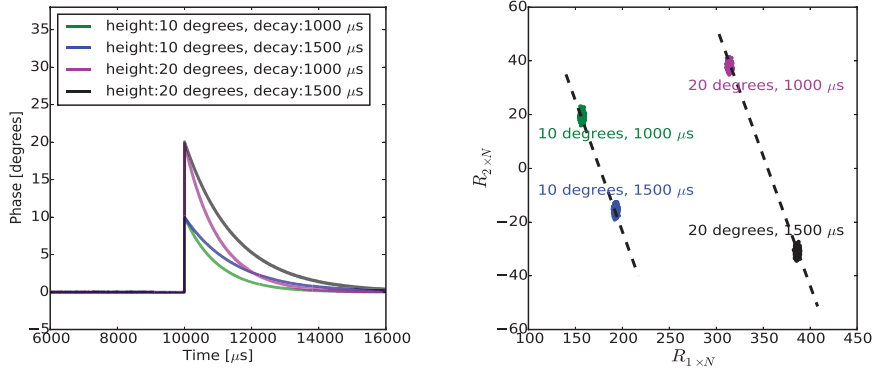 height:10 degrees, decay:1000 μs
height:10 degrees, decay:1500 μs
height:20 degrees, decay:1000 μs
height:20 degrees, decay:1500 μs
35
30
25
20
15
10
5
0
−5
Phase [degrees]
6000 8000 10000 12000 14000 16000
Time [μs]
60
40
20
0
−20
−40
−60
R2×N
20 degrees, 1000 μs
10 degrees, 1000 μs
10 degrees, 1500 μs
20 degrees, 1500 μs
100 150 200 250 300 350 400 450
R1×N